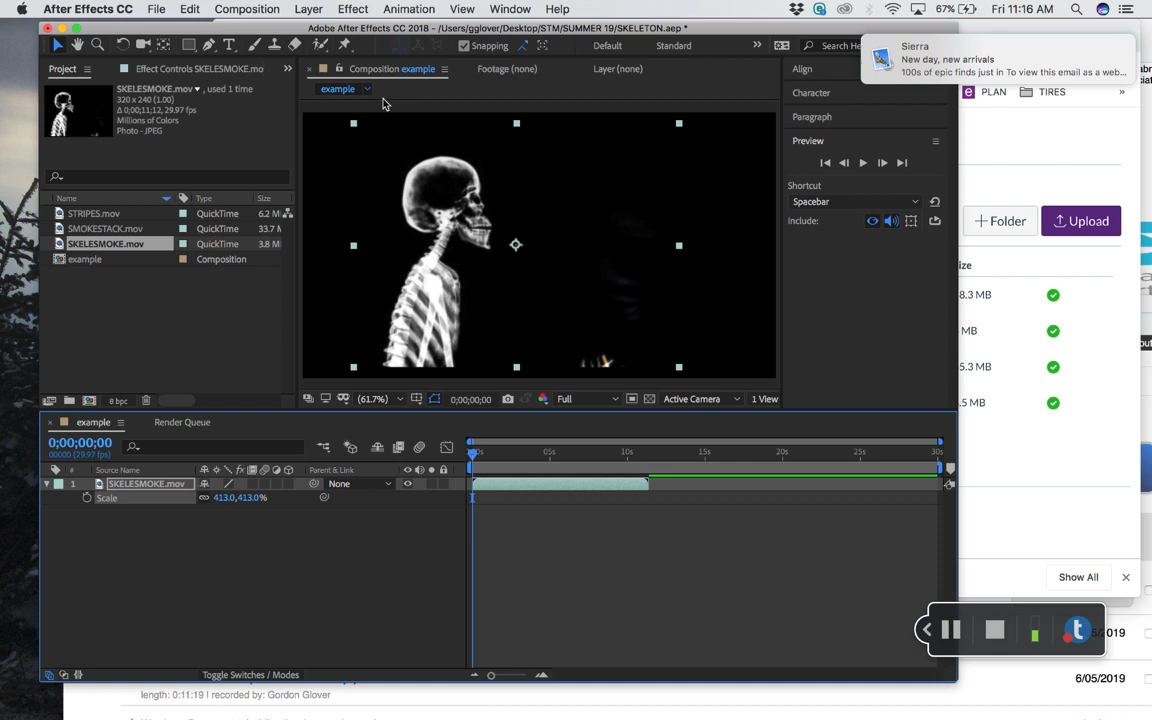 After Effects CC File Edit Composition Layer Effect Animation View Window Help 67% Fri 11:16 AM
Adobe After Effects CC 2018 - /Users/gglover/Desktop/STM/SUMMER 19/SKELETON.aep *
Snapping Default Standard » Search He
Sierra
New day, new arrivals
100s of epic finds just in To view this email as a web...
Project Effect Controls SKELESMOKE.mo » × Composition example Footage (none) Layer (none) Align
example
SKELESMOKE.mov ▾ , used 1 time
320 x 240 (1.00)
Δ 0;00;11;12, 29.97 fps
Millions of Colors
Photo - JPEG
PLAN TIRES »
Character
Paragraph
Preview
Shortcut
Spacebar
Include:
Name Type Size
STRIPES.mov QuickTime 6.2 M
SMOKESTACK.mov QuickTime 33.7 M
SKELESMOKE.mov QuickTime 3.8 M
example Composition
+ Folder Upload
ize
8.3 MB
MB
5.3 MB
.5 MB
8 bpc
(61.7%) 0;00;00;00 Full Active Camera 1 View
× example Render Queue
0;00;00;00
00000 (29.97 fps)
05s 10s 15s 20s 25s 30s
# Source Name Parent & Link
1 SKELESMOKE.mov None
Scale 413.0,413.0%
Show All ×
t
5/2019
6/05/2019
Toggle Switches / Modes
length: 0:11:19 | recorded by: Gordon Glover